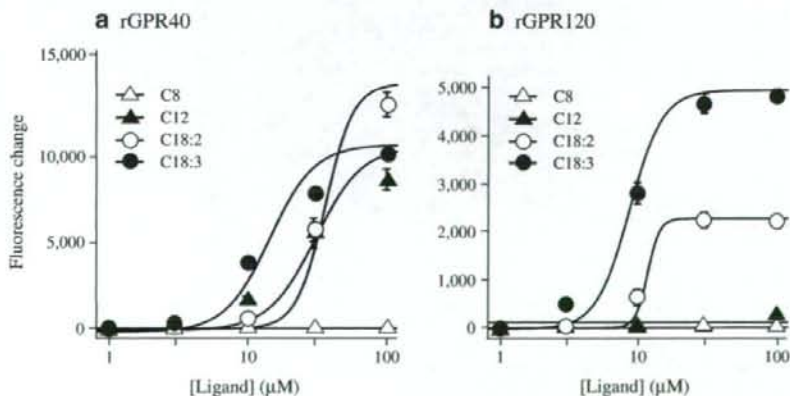 a rGPR40
15,000
10,000
5,000
0
Fluorescence change
C8
C12
C18:2
C18:3
1
10
100
[Ligand] (µM)
b rGPR120
5,000
4,000
3,000
2,000
1,000
0
C8
C12
C18:2
C18:3
1
10
100
[Ligand] (µM)